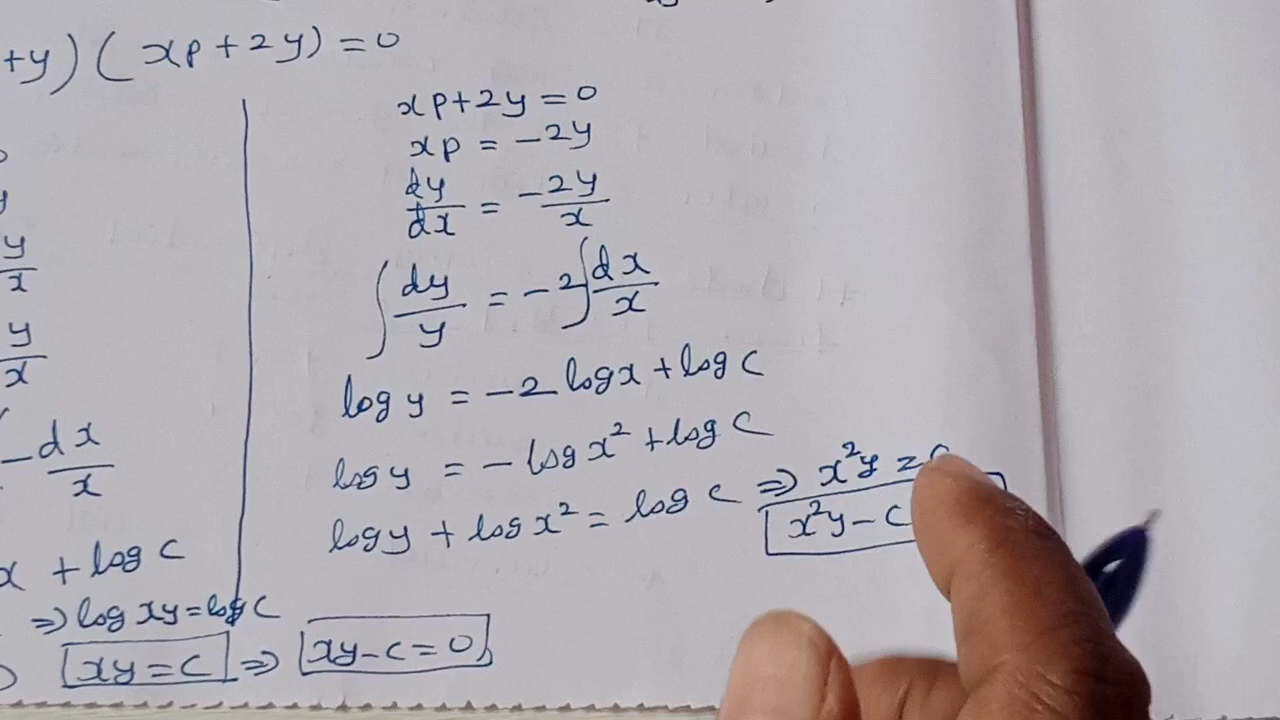 +y) (xp+2y) = 0
y
y/x
y/x
-dx/x
x + log c
⇒ log xy = log c
xy = c ⇒ xy - c = 0
xp+2y = 0
xp = -2y
dy/dx = -2y/x
∫ dy/y = -2∫ dx/x
log y = -2 log x + log c
log y = -log x² + log c
log y + log x² = log c ⇒ x²y = c
x²y - c